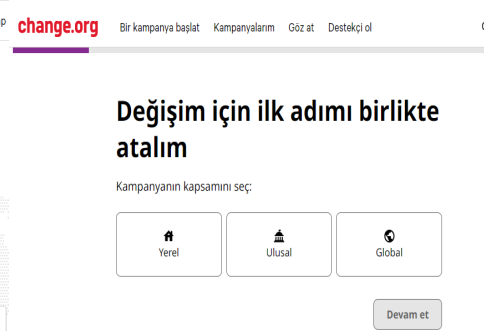 change.org
Bir kampanya başlat Kampanyalarım Göz at Destekçi ol
Değişim için ilk adımı birlikte
atalım
Kampanyanın kapsamını seç:
Yerel Ulusal Global
Devam et